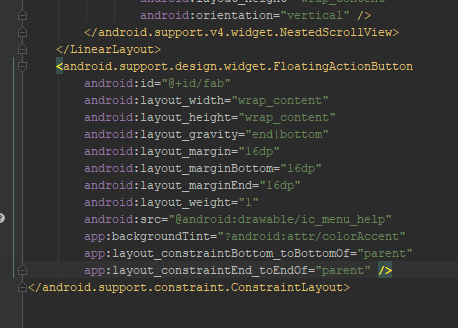 android:layout_height="wrap_content"
android:orientation="vertical" />
</android.support.v4.widget.NestedScrollView>
</LinearLayout>
<android.support.design.widget.FloatingActionButton
android:id="@+id/fab"
android:layout_width="wrap_content"
android:layout_height="wrap_content"
android:layout_gravity="end|bottom"
android:layout_margin="16dp"
android:layout_marginBottom="16dp"
android:layout_marginEnd="16dp"
android:layout_weight="1"
android:src="@android:drawable/ic_menu_help"
app:backgroundTint="?android:attr/colorAccent"
app:layout_constraintBottom_toBottomOf="parent"
app:layout_constraintEnd_toEndOf="parent" />
</android.support.constraint.ConstraintLayout>